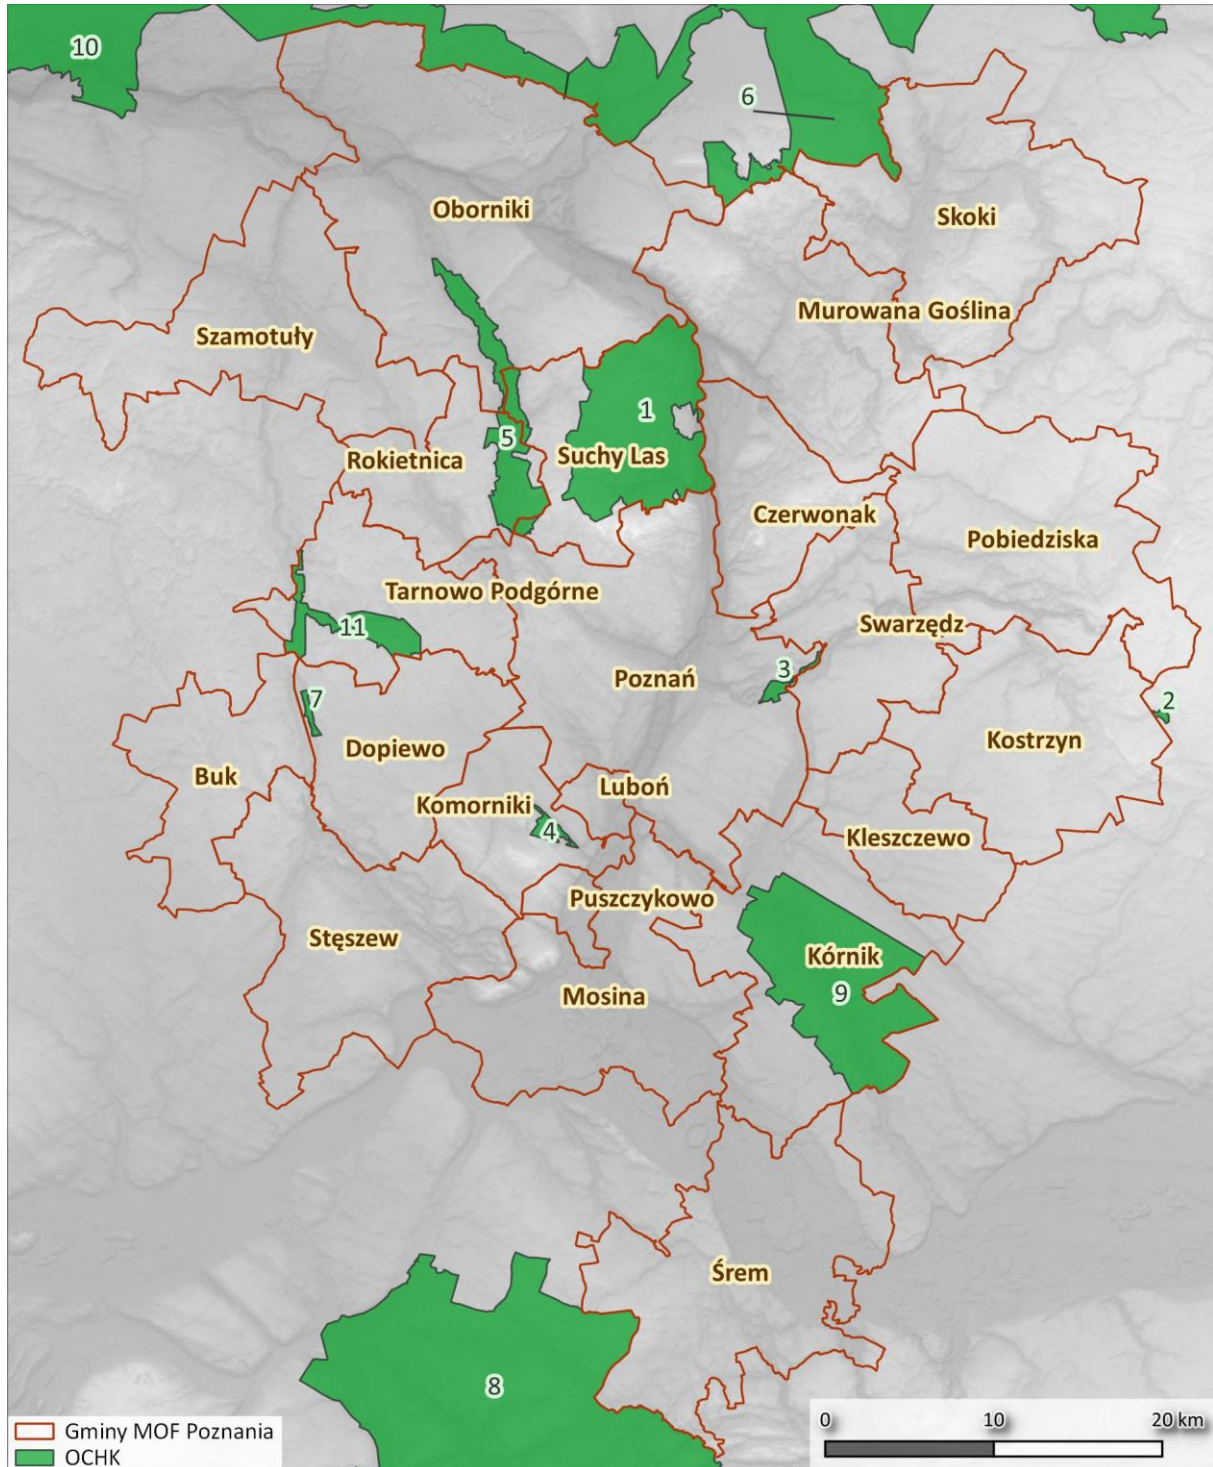 10
6
Oborniki
Skoki
Murowana Goślina
Szamotuły
1
5
Suchy Las
Rokietnica
Czerwonak
Pobiedziska
Tarnowo Podgórne
11
Swarzędz
3
Poznań
7
2
Dopiewo
Kostrzyn
Buk
Luboń
Komorniki
4
Kleszczewo
Puszczykowo
Stęszew
Kórnik
9
Mosina
Śrem
8
Gminy MOF Poznania
OCHK
0 10 20 km